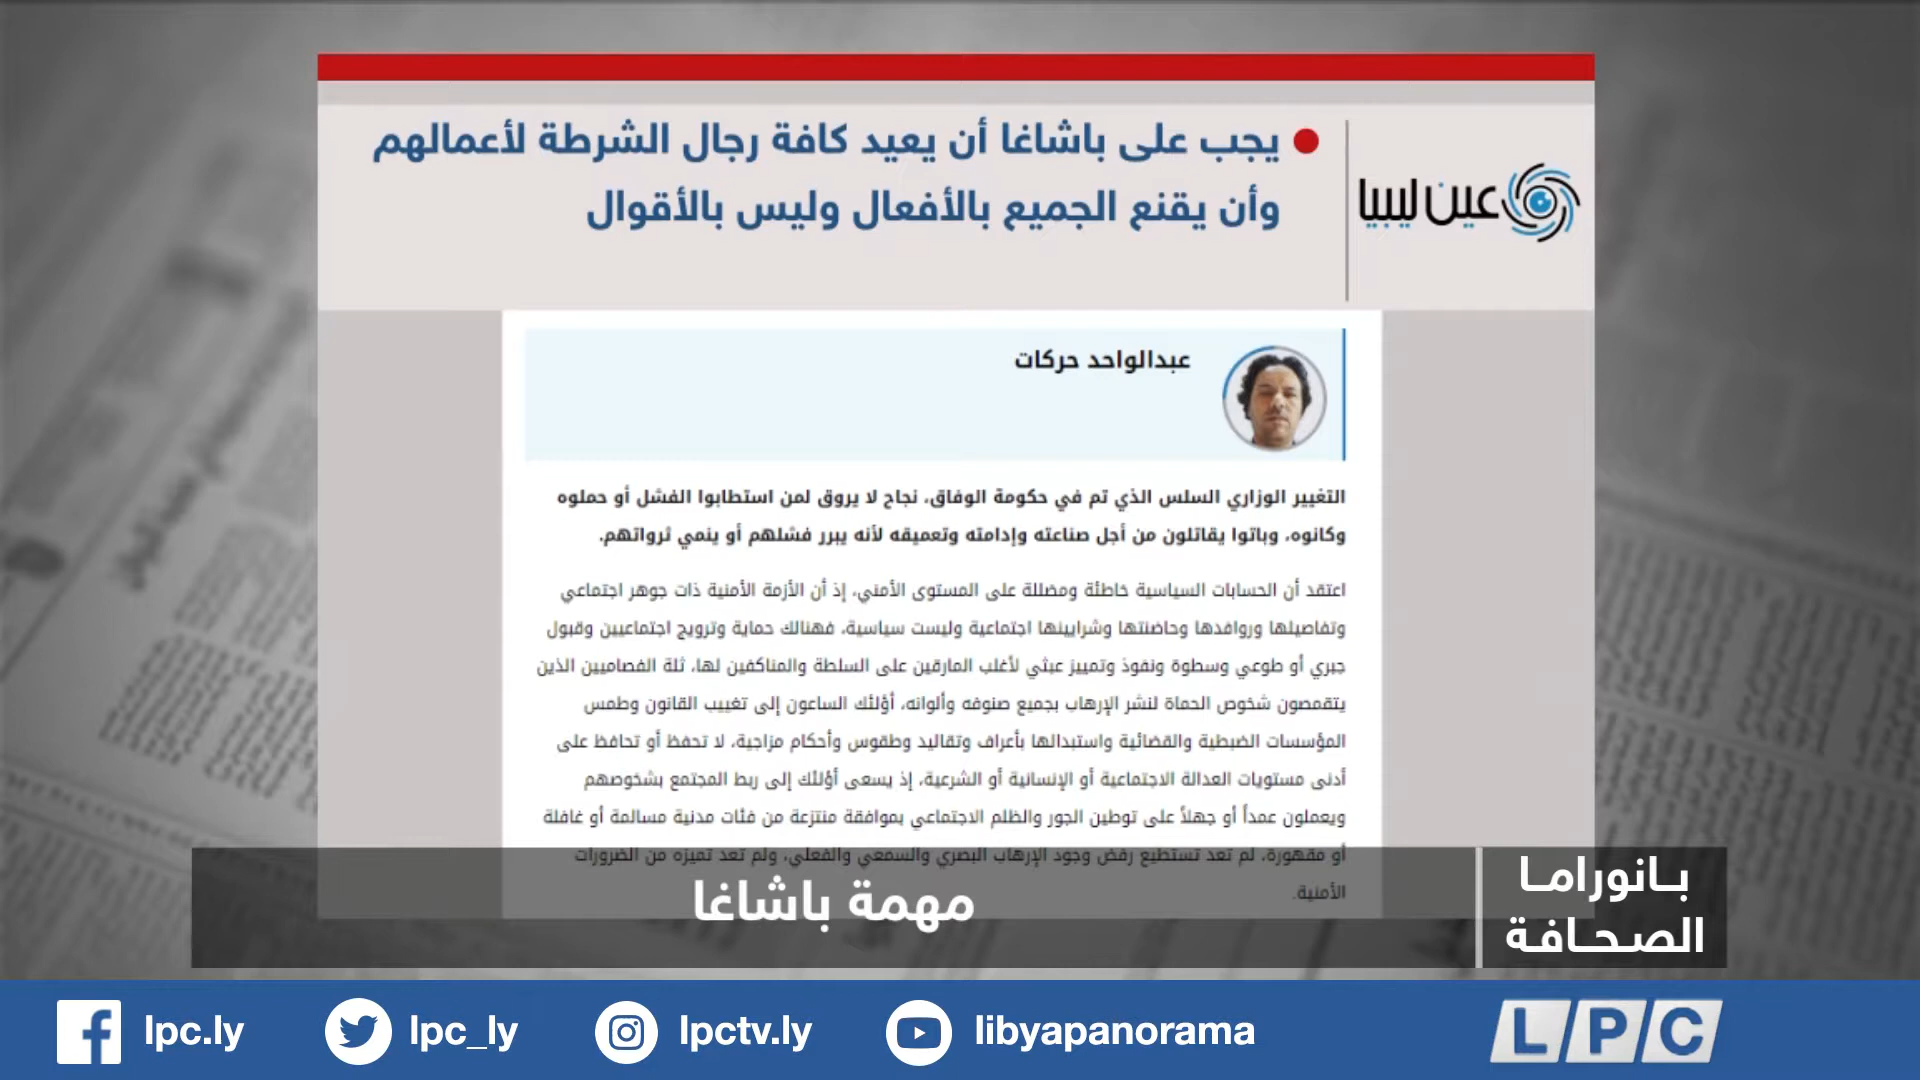 يجب على باشاغا أن يعيد كافة رجال الشرطة لأعمالهم
وأن يقنع الجميع بالأفعال وليس بالأقوال
عين ليبيا
عبدالواحد حركات
التغيير الوزاري السلس الذي تم في حكومة الوفاق، نجاح لا يروق لمن استطابوا الفشل أو حملوه
وكانوه، وباتوا يقاتلون من أجل صناعته وإدامته وتعميقه لأنه يبرر فشلهم أو ينمي ثرواتهم.
اعتقد أن الحسابات السياسية خاطئة ومضللة على المستوى الأمني، إذ أن الأزمة الأمنية ذات جوهر اجتماعي
وتفاصيلها وروافدها وحاضنتها وشرايينها اجتماعية وليست سياسية، فهنالك حماية وترويج اجتماعيين وقبول
جبري أو طوعي وسطوة ونفوذ وتمييز عبثي لأغلب المارقين على السلطة والمناكفين لها، ثلة الفصاميين الذين
يتقمصون شخوص الحماة لنشر الإرهاب بجميع صنوفه وألوانه، أؤلئك الساعون إلى تغييب القانون وطمس
المؤسسات الضبطية والقضائية واستبدالها بأعراف وتقاليد وطقوس وأحكام مزاجية، لا تحفظ أو تحافظ على
أدنى مستويات العدالة الاجتماعية أو الإنسانية أو الشرعية، إذ يسعى أؤلئك إلى ربط المجتمع بشخوصهم
ويعملون عمداً أو جهلاً على توطين الجور والظلم الاجتماعي بموافقة منتزعة من فئات مدنية مسالمة أو غافلة
أو مقهورة، لم تعد تستطيع رفض وجود الإرهاب البصري والسمعي والفعلي، ولم تعد تميزه من الضرورات
الأمنية.
بانوراما
الصحافة
مهمة باشاغا
lpc.ly
lpc_ly
lpctv.ly
libyapanorama
LPC